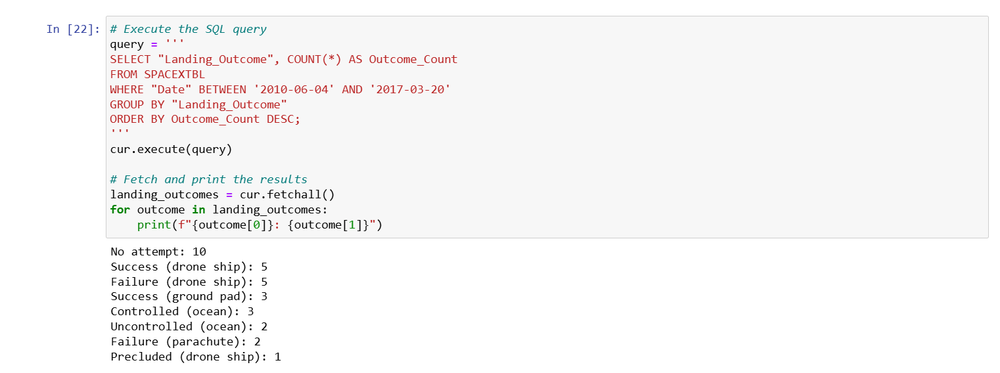 In [22]: # Execute the SQL query
query = '''
SELECT "Landing_Outcome", COUNT(*) AS Outcome_Count
FROM SPACEXTBL
WHERE "Date" BETWEEN '2010-06-04' AND '2017-03-20'
GROUP BY "Landing_Outcome"
ORDER BY Outcome_Count DESC;
'''
cur.execute(query)
# Fetch and print the results
landing_outcomes = cur.fetchall()
for outcome in landing_outcomes:
    print(f"{outcome[0]}: {outcome[1]}")
No attempt: 10
Success (drone ship): 5
Failure (drone ship): 5
Success (ground pad): 3
Controlled (ocean): 3
Uncontrolled (ocean): 2
Failure (parachute): 2
Precluded (drone ship): 1